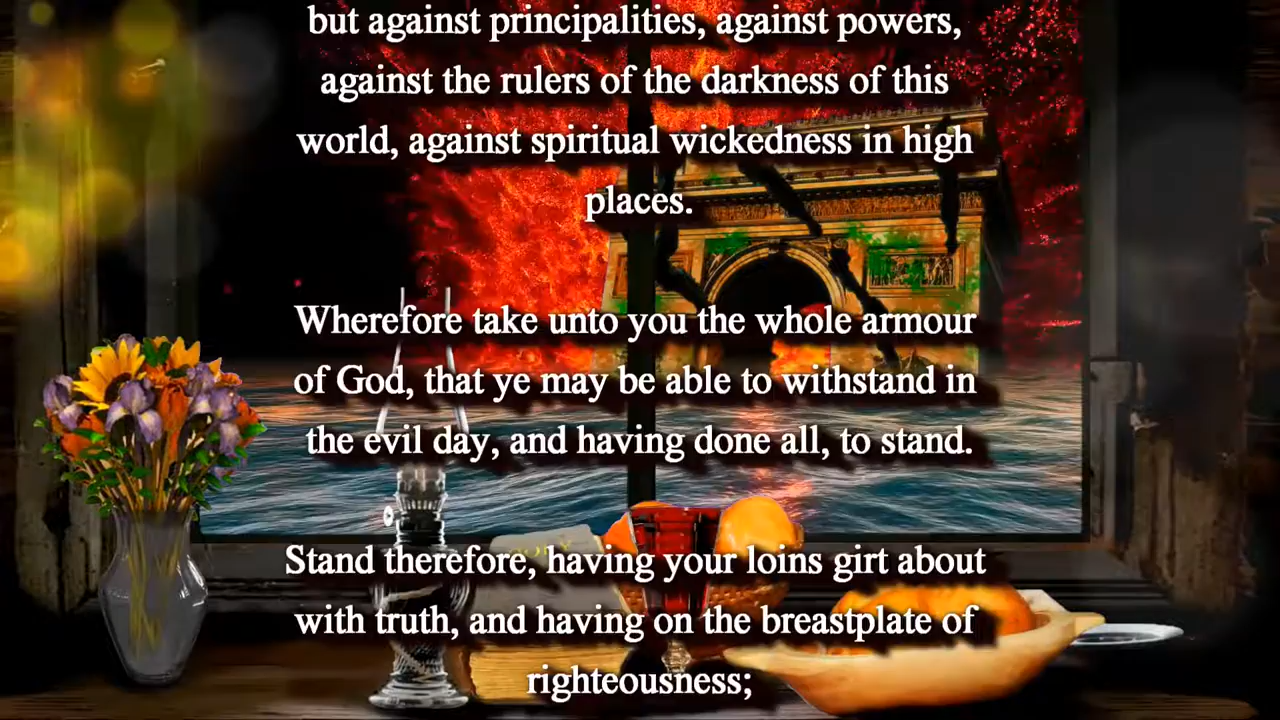 but against principalities, against powers,
against the rulers of the darkness of this
world, against spiritual wickedness in high
places.
Wherefore take unto you the whole armour
of God, that ye may be able to withstand in
the evil day, and having done all, to stand.
Stand therefore, having your loins girt about
with truth, and having on the breastplate of
righteousness;